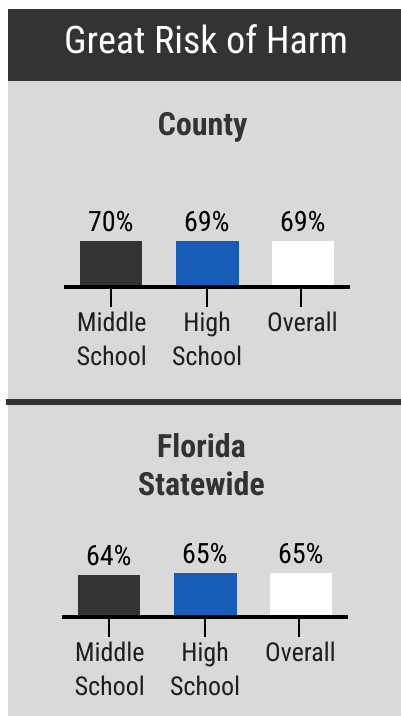 Great Risk of Harm
County
70% 69% 69%
Middle High Overall
School School
Florida
Statewide
64% 65% 65%
Middle High Overall
School School